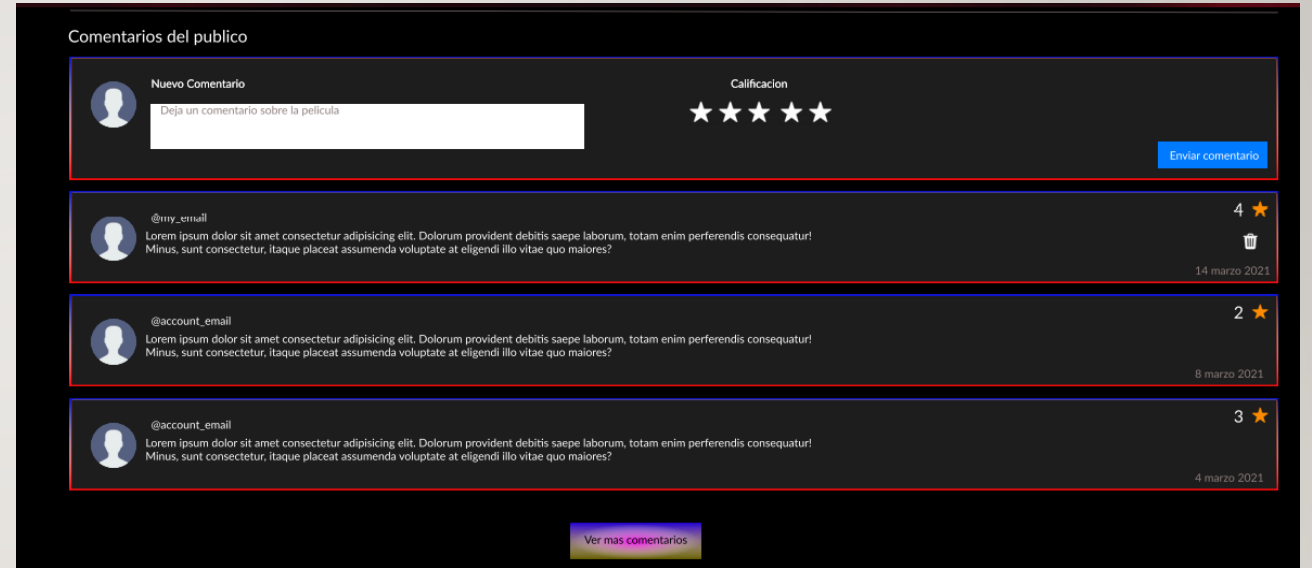 Comentarios del publico
Nuevo Comentario
Calificacion
Deja un comentario sobre la pelicula
Enviar comentario
@my_email
4
Lorem ipsum dolor sit amet consectetur adipisicing elit. Dolorum provident debitis saepe laborum, totam enim perferendis consequatur!
Minus, sunt consectetur, itaque placeat assumenda voluptate at eligendi illo vitae quo maiores?
14 marzo 2021
@account_email
2
Lorem ipsum dolor sit amet consectetur adipisicing elit. Dolorum provident debitis saepe laborum, totam enim perferendis consequatur!
Minus, sunt consectetur, itaque placeat assumenda voluptate at eligendi illo vitae quo maiores?
8 marzo 2021
@account_email
3
Lorem ipsum dolor sit amet consectetur adipisicing elit. Dolorum provident debitis saepe laborum, totam enim perferendis consequatur!
Minus, sunt consectetur, itaque placeat assumenda voluptate at eligendi illo vitae quo maiores?
4 marzo 2021
Ver mas comentarios